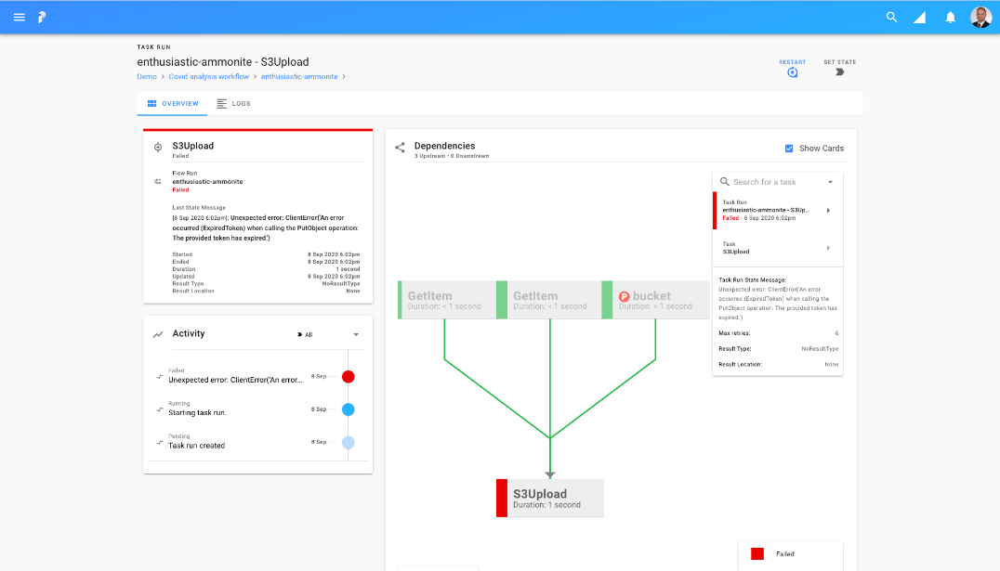 TASK RUN
enthusiastic-ammonite - S3Upload
Demo > Covid analysis workflow > enthusiastic-ammonite >
RESTART
SET STATE
OVERVIEW
LOGS
S3Upload
Failed
Flow Run
enthusiastic-ammonite
Failed
Last State Message
[8 Sep 2020 6:02pm]: Unexpected error: ClientError('An error
occurred (ExpiredToken) when calling the PutObject operation:
The provided token has expired.')
Started 8 Sep 2020 6:02pm
Ended 8 Sep 2020 6:02pm
Duration 1 second
Updated 8 Sep 2020 6:02pm
Result Type NoResultType
Result Location None
Activity
All
Failed
Unexpected error: ClientError('An error...
8 Sep
Running
Starting task run.
8 Sep
Pending
Task run created
8 Sep
Dependencies
3 Upstream • 0 Downstream
Show Cards
Search for a task
Task Run
enthusiastic-ammonite - S3Up...
Failed - 8 Sep 2020 6:02pm
Task
S3Upload
Task Run State Message:
Unexpected error: ClientError('An error
occurred (ExpiredToken) when calling the
PutObject operation: The provided token has
expired.')
Max retries: 0
Result Type: NoResultType
Result Location: None
GetItem
Duration: < 1 second
GetItem
Duration: < 1 second
P bucket
Duration: < 1 second
S3Upload
Duration: 1 second
Failed